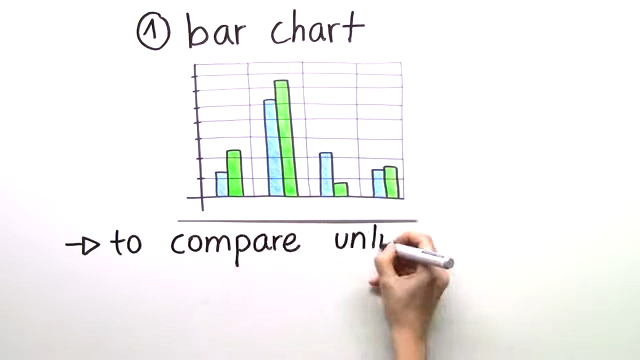 ① bar chart
→ to compare unl